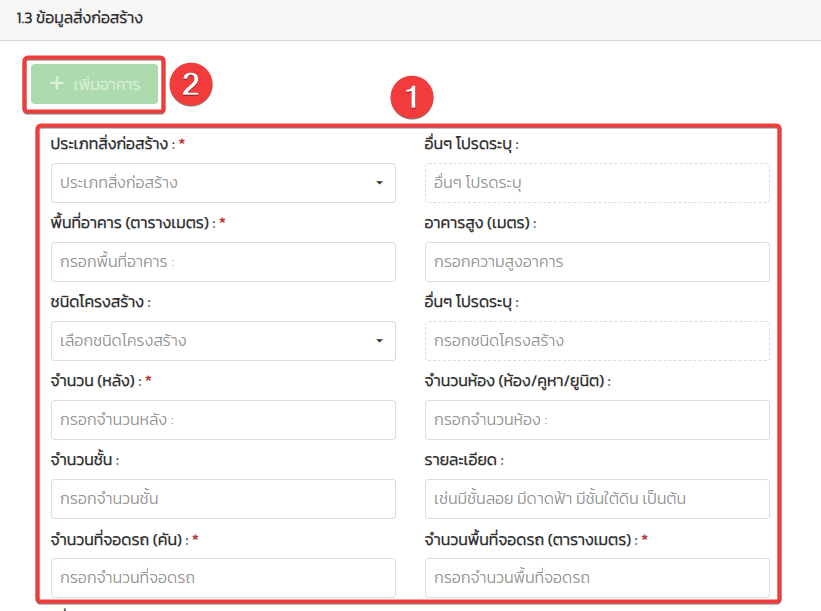 1.3 ข้อมูลสิ่งก่อสร้าง
+ เพิ่มอาคาร 2
1
ประเภทสิ่งก่อสร้าง : * อื่นๆ โปรดระบุ :
ประเภทสิ่งก่อสร้าง อื่นๆ โปรดระบุ
พื้นที่อาคาร (ตารางเมตร) : * อาคารสูง (เมตร) :
กรอกพื้นที่อาคาร : กรอกความสูงอาคาร
ชนิดโครงสร้าง : อื่นๆ โปรดระบุ :
เลือกชนิดโครงสร้าง กรอกชนิดโครงสร้าง
จำนวน (หลัง) : * จำนวนห้อง (ห้อง/คูหา/ยูนิต) :
กรอกจำนวนหลัง : กรอกจำนวนห้อง :
จำนวนชั้น : รายละเอียด :
กรอกจำนวนชั้น เช่นมีชั้นลอย มีดาดฟ้า มีชั้นใต้ดิน เป็นต้น
จำนวนที่จอดรถ (คัน) : * จำนวนพื้นที่จอดรถ (ตารางเมตร) : *
กรอกจำนวนที่จอดรถ กรอกจำนวนพื้นที่จอดรถ